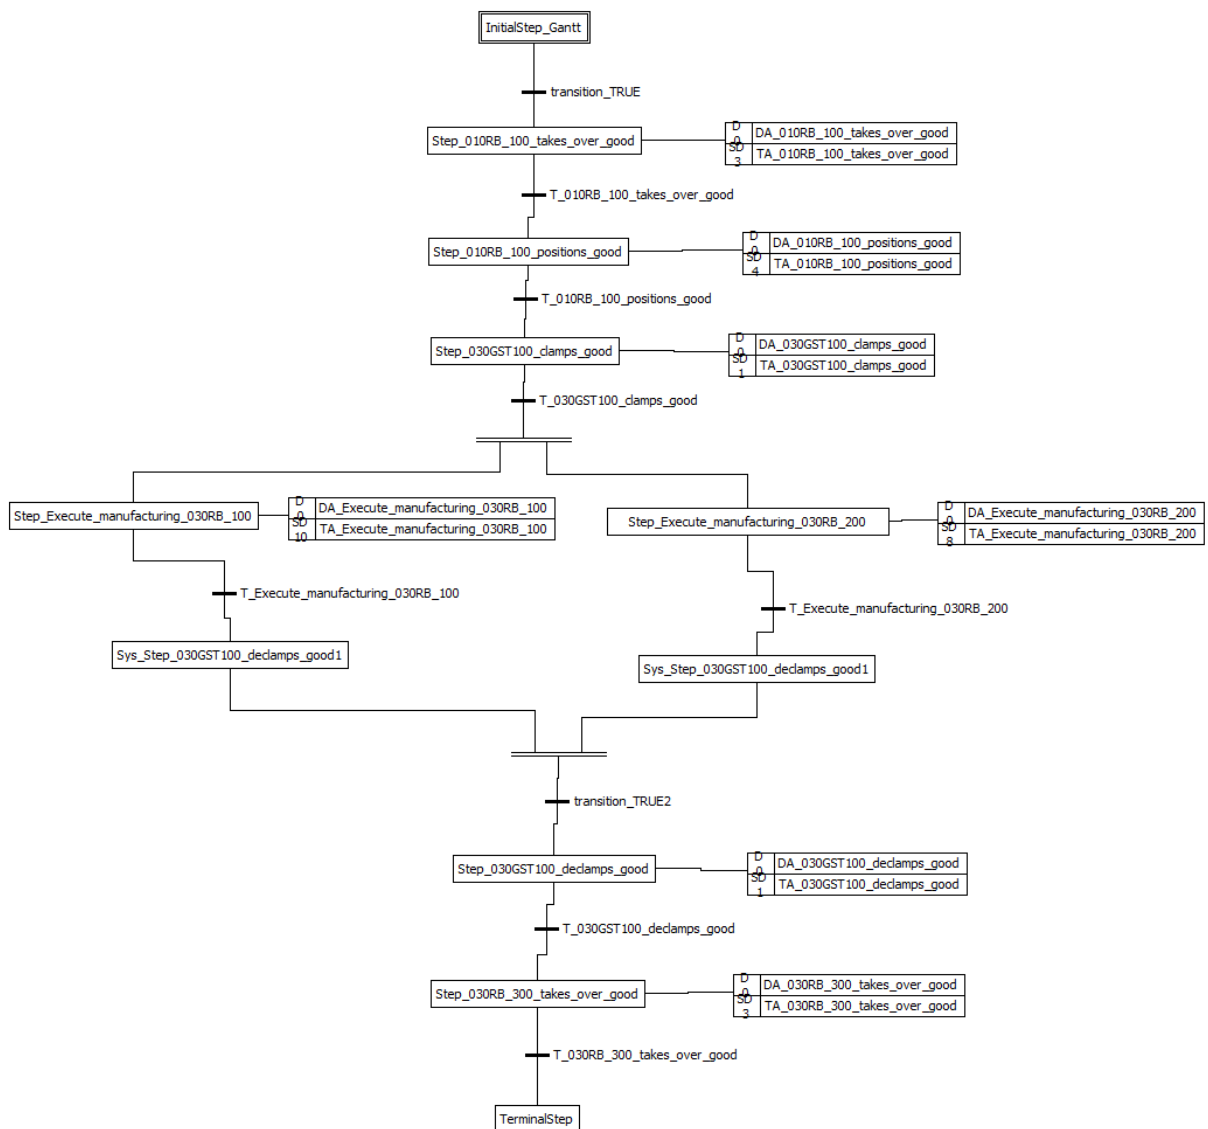 InitialStep_Gantt
transition_TRUE
Step_010RB_100_takes_over_good
D 0 DA_010RB_100_takes_over_good
SD 3 TA_010RB_100_takes_over_good
T_010RB_100_takes_over_good
Step_010RB_100_positions_good
D 0 DA_010RB_100_positions_good
SD 4 TA_010RB_100_positions_good
T_010RB_100_positions_good
Step_030GST100_clamps_good
D 0 DA_030GST100_clamps_good
SD 1 TA_030GST100_clamps_good
T_030GST100_clamps_good
Step_Execute_manufacturing_030RB_100
D 0 DA_Execute_manufacturing_030RB_100
SD 10 TA_Execute_manufacturing_030RB_100
Step_Execute_manufacturing_030RB_200
D 0 DA_Execute_manufacturing_030RB_200
SD 8 TA_Execute_manufacturing_030RB_200
T_Execute_manufacturing_030RB_100
T_Execute_manufacturing_030RB_200
Sys_Step_030GST100_declamps_good1
Sys_Step_030GST100_declamps_good1
transition_TRUE2
Step_030GST100_declamps_good
D 0 DA_030GST100_declamps_good
SD 1 TA_030GST100_declamps_good
T_030GST100_declamps_good
Step_030RB_300_takes_over_good
D 0 DA_030RB_300_takes_over_good
SD 3 TA_030RB_300_takes_over_good
T_030RB_300_takes_over_good
TerminalStep